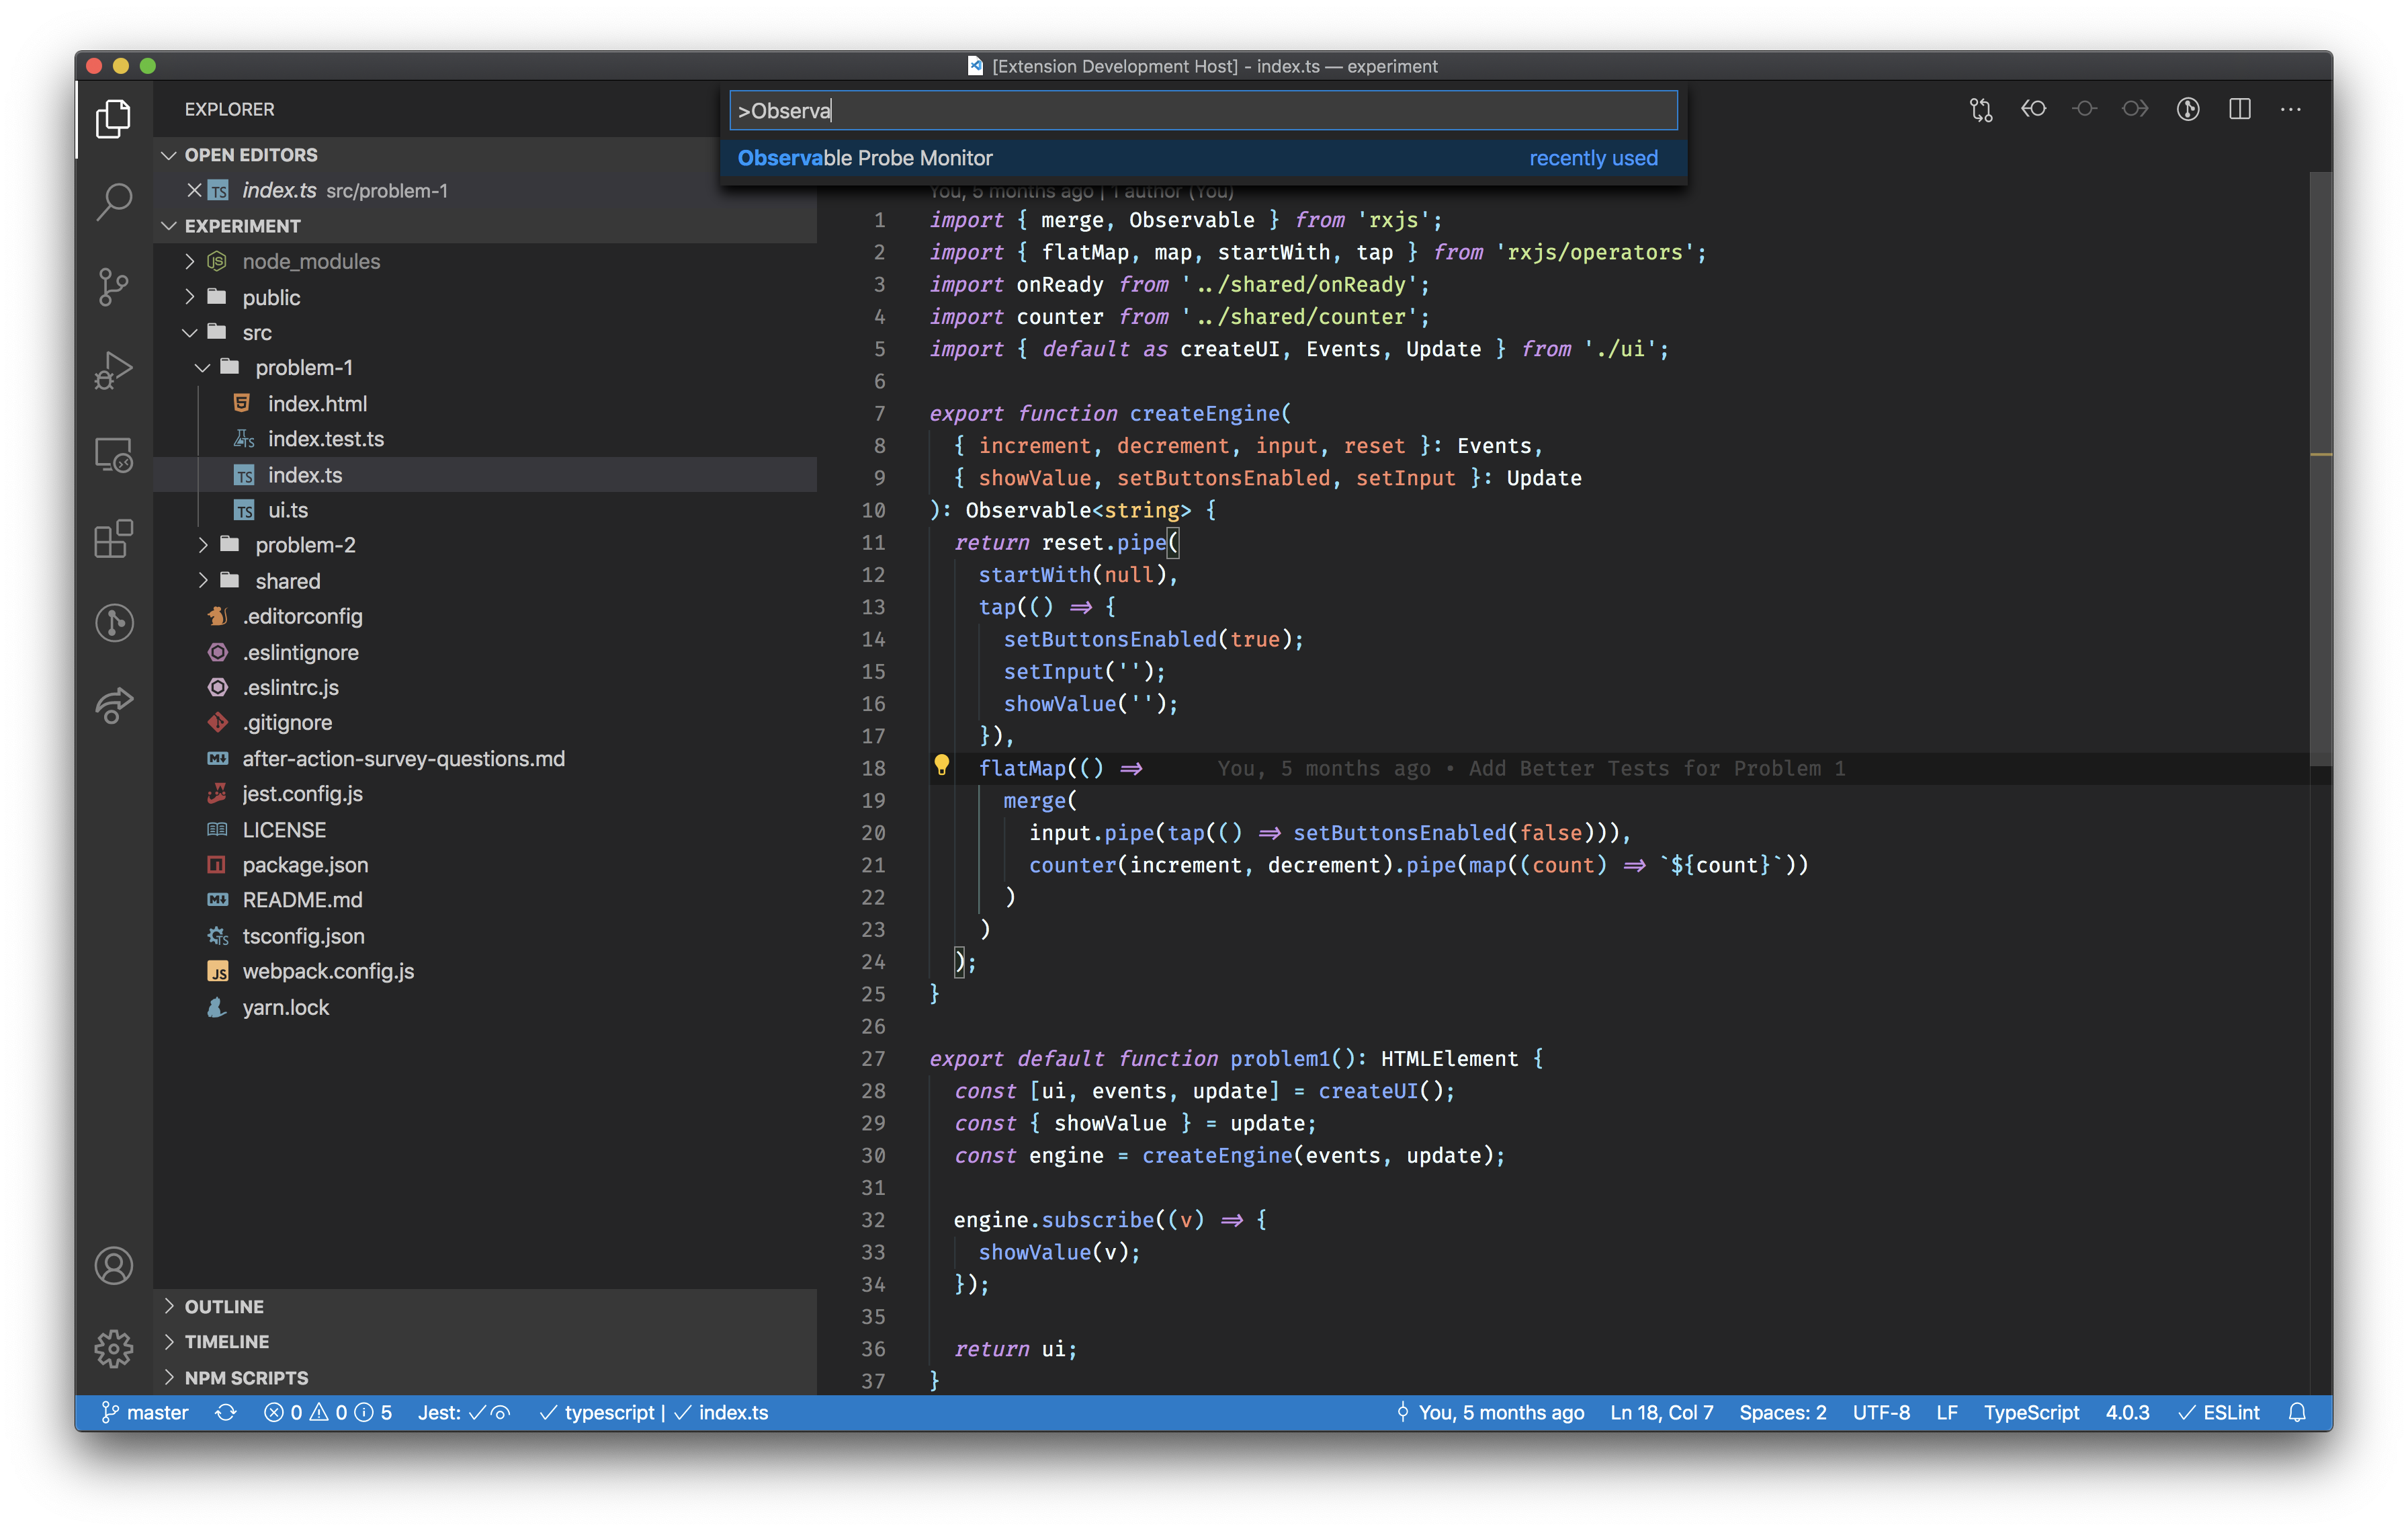 [Extension Development Host] - index.ts — experiment
EXPLORER
>Observa
Observable Probe Monitor recently used
OPEN EDITORS
TS index.ts src/problem-1
EXPERIMENT
JS node_modules
public
src
problem-1
5 index.html
TS index.test.ts
TS index.ts
TS ui.ts
problem-2
shared
.editorconfig
.eslintignore
.eslintrc.js
.gitignore
M↓ after-action-survey-questions.md
jest.config.js
LICENSE
package.json
M↓ README.md
TS tsconfig.json
JS webpack.config.js
yarn.lock
OUTLINE
TIMELINE
NPM SCRIPTS
You, 5 months ago | 1 author (You)
1 import { merge, Observable } from 'rxjs';
2 import { flatMap, map, startWith, tap } from 'rxjs/operators';
3 import onReady from '../shared/onReady';
4 import counter from '../shared/counter';
5 import { default as createUI, Events, Update } from './ui';
6
7 export function createEngine(
8 { increment, decrement, input, reset }: Events,
9 { showValue, setButtonsEnabled, setInput }: Update
10 ): Observable<string> {
11 return reset.pipe(
12 startWith(null),
13 tap(() => {
14 setButtonsEnabled(true);
15 setInput('');
16 showValue('');
17 }),
18 flatMap(() => You, 5 months ago • Add Better Tests for Problem 1
19 merge(
20 input.pipe(tap(() => setButtonsEnabled(false))),
21 counter(increment, decrement).pipe(map((count) => `${count}`))
22 )
23 )
24 );
25 }
26
27 export default function problem1(): HTMLElement {
28 const [ui, events, update] = createUI();
29 const { showValue } = update;
30 const engine = createEngine(events, update);
31
32 engine.subscribe((v) => {
33 showValue(v);
34 });
35
36 return ui;
37 }
master 0 0 5 Jest: ✓ ✓ typescript | ✓ index.ts You, 5 months ago Ln 18, Col 7 Spaces: 2 UTF-8 LF TypeScript 4.0.3 ✓ ESLint